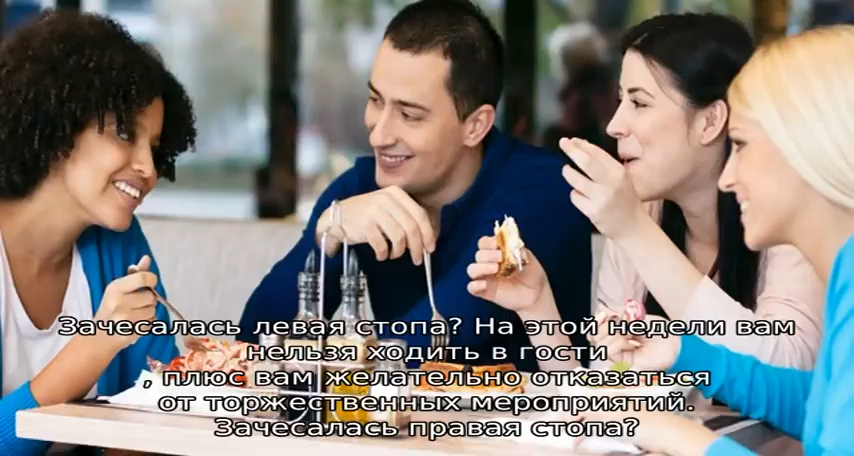 Зачесалась левая стопа? На этой недели вам
нельзя ходить в гости
, плюс вам желательно отказаться
от торжественных мероприятий.
Зачесалась правая стопа?